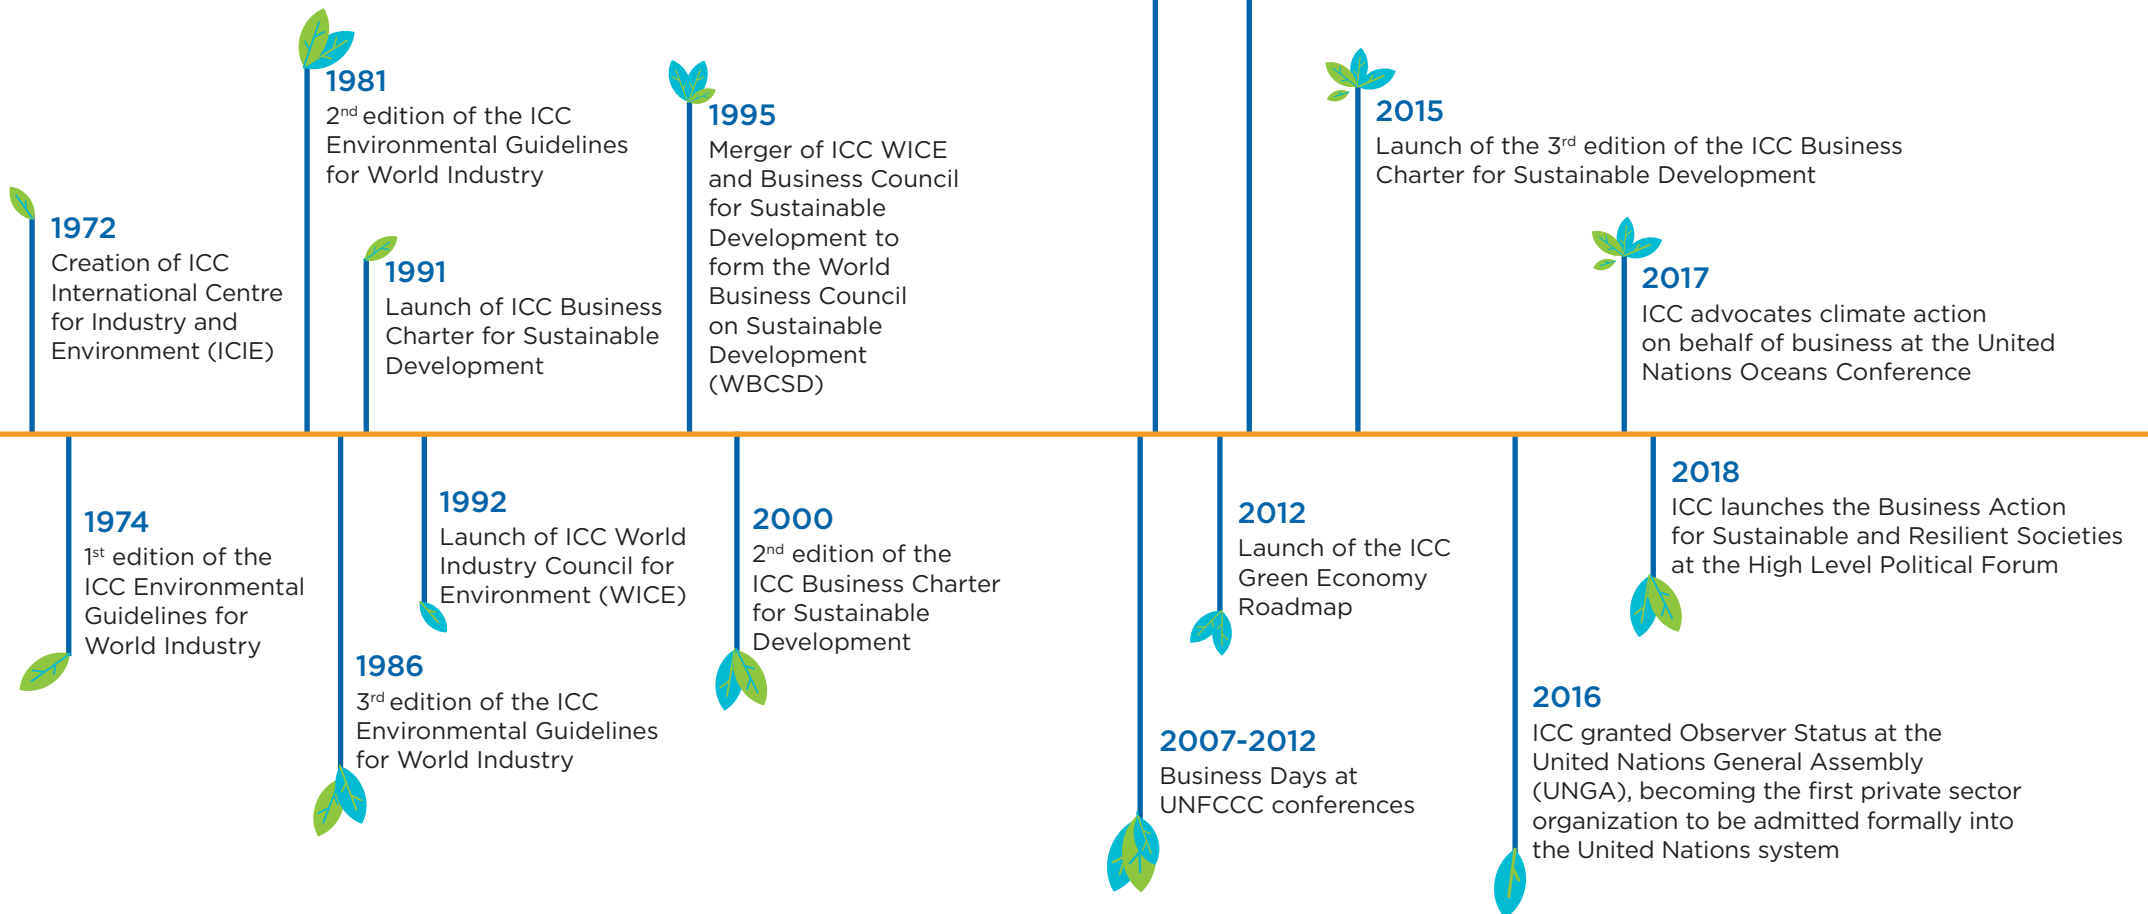 1981
2nd edition of the ICC
Environmental Guidelines
for World Industry
1995
Merger of ICC WICE
and Business Council
for Sustainable
Development to
form the World
Business Council
on Sustainable
Development
(WBCSD)
2015
Launch of the 3rd edition of the ICC Business
Charter for Sustainable Development
1972
Creation of ICC
International Centre
for Industry and
Environment (ICIE)
1991
Launch of ICC Business
Charter for Sustainable
Development
2017
ICC advocates climate action
on behalf of business at the United
Nations Oceans Conference
1974
1st edition of the
ICC Environmental
Guidelines for
World Industry
1992
Launch of ICC World
Industry Council for
Environment (WICE)
2000
2nd edition of the
ICC Business Charter
for Sustainable
Development
2012
Launch of the ICC
Green Economy
Roadmap
2018
ICC launches the Business Action
for Sustainable and Resilient Societies
at the High Level Political Forum
1986
3rd edition of the ICC
Environmental Guidelines
for World Industry
2007-2012
Business Days at
UNFCCC conferences
2016
ICC granted Observer Status at the
United Nations General Assembly
(UNGA), becoming the first private sector
organization to be admitted formally into
the United Nations system